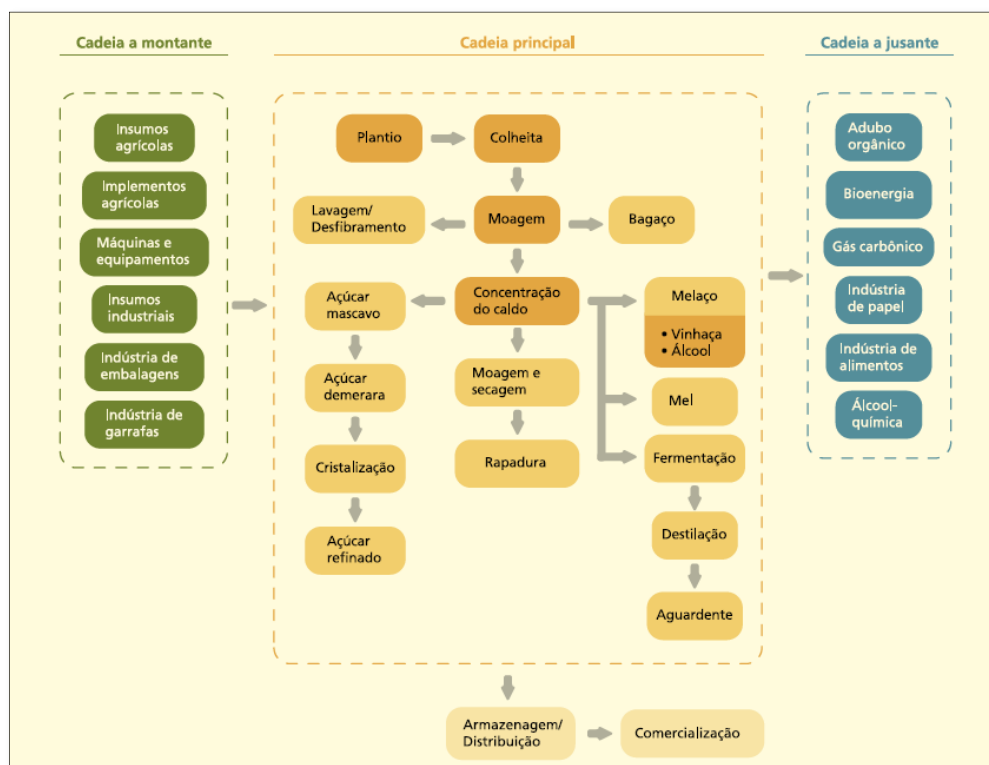 Cadeia a montante
Cadeia principal
Cadeia a jusante
Insumos
agrícolas
Implementos
agrícolas
Máquinas e
equipamentos
Insumos
industriais
Indústria de
embalagens
Indústria de
garrafas
Plantio
Colheita
Lavagem/
Desfibramento
Moagem
Bagaço
Açúcar
mascavo
Concentração
do caldo
Melaço
• Vinhaça
• Álcool
Açúcar
demerara
Moagem e
secagem
Mel
Cristalização
Rapadura
Fermentação
Açúcar
refinado
Destilação
Aguardente
Adubo
orgânico
Bioenergia
Gás carbônico
Indústria
de papel
Indústria de
alimentos
Álcool-
química
Armazenagem/
Distribuição
Comercialização